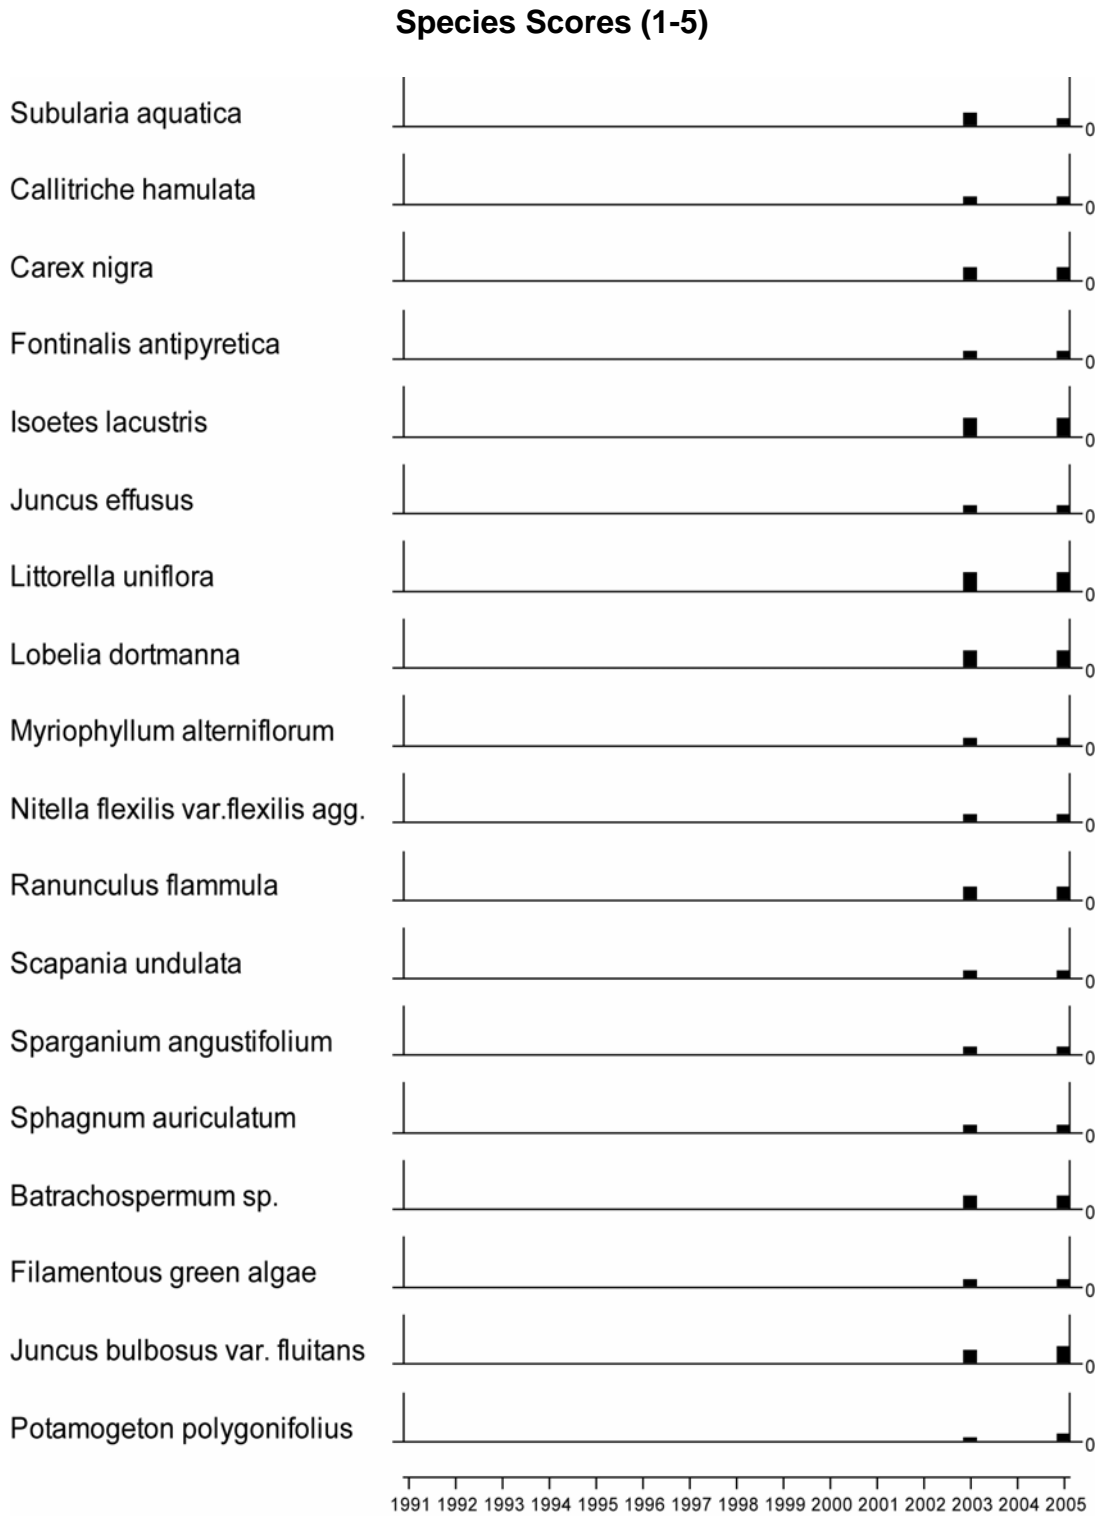 Species Scores (1-5)
Subularia aquatica 0
Callitriche hamulata 0
Carex nigra 0
Fontinalis antipyretica 0
Isoetes lacustris 0
Juncus effusus 0
Littorella uniflora 0
Lobelia dortmanna 0
Myriophyllum alterniflorum 0
Nitella flexilis var.flexilis agg. 0
Ranunculus flammula 0
Scapania undulata 0
Sparganium angustifolium 0
Sphagnum auriculatum 0
Batrachospermum sp. 0
Filamentous green algae 0
Juncus bulbosus var. fluitans 0
Potamogeton polygonifolius 0
1991 1992 1993 1994 1995 1996 1997 1998 1999 2000 2001 2002 2003 2004 2005